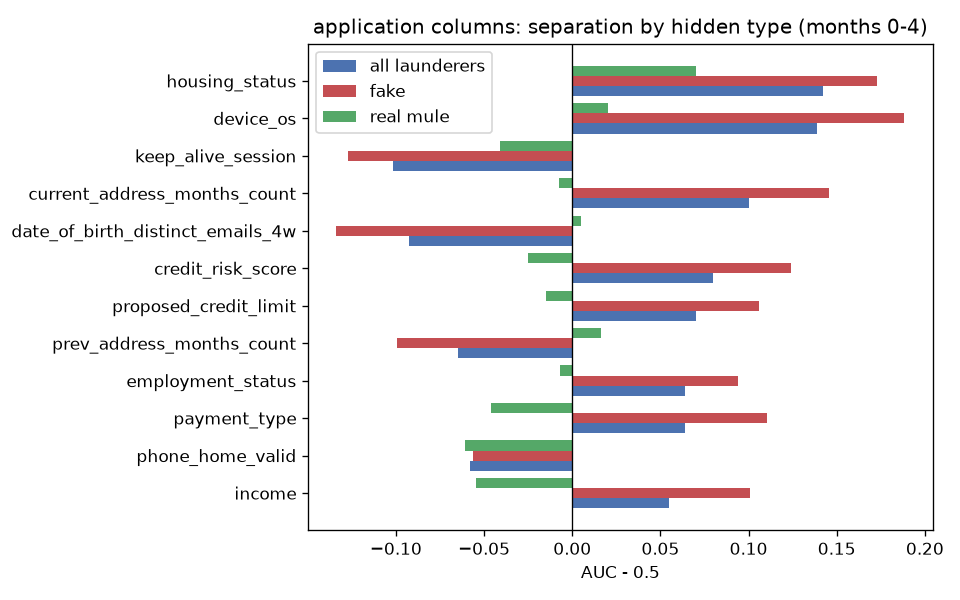 application columns: separation by hidden type (months 0-4)
all launderers
fake
real mule
housing_status
device_os
keep_alive_session
current_address_months_count
date_of_birth_distinct_emails_4w
credit_risk_score
proposed_credit_limit
prev_address_months_count
employment_status
payment_type
phone_home_valid
income
−0.10 −0.05 0.00 0.05 0.10 0.15 0.20
AUC - 0.5